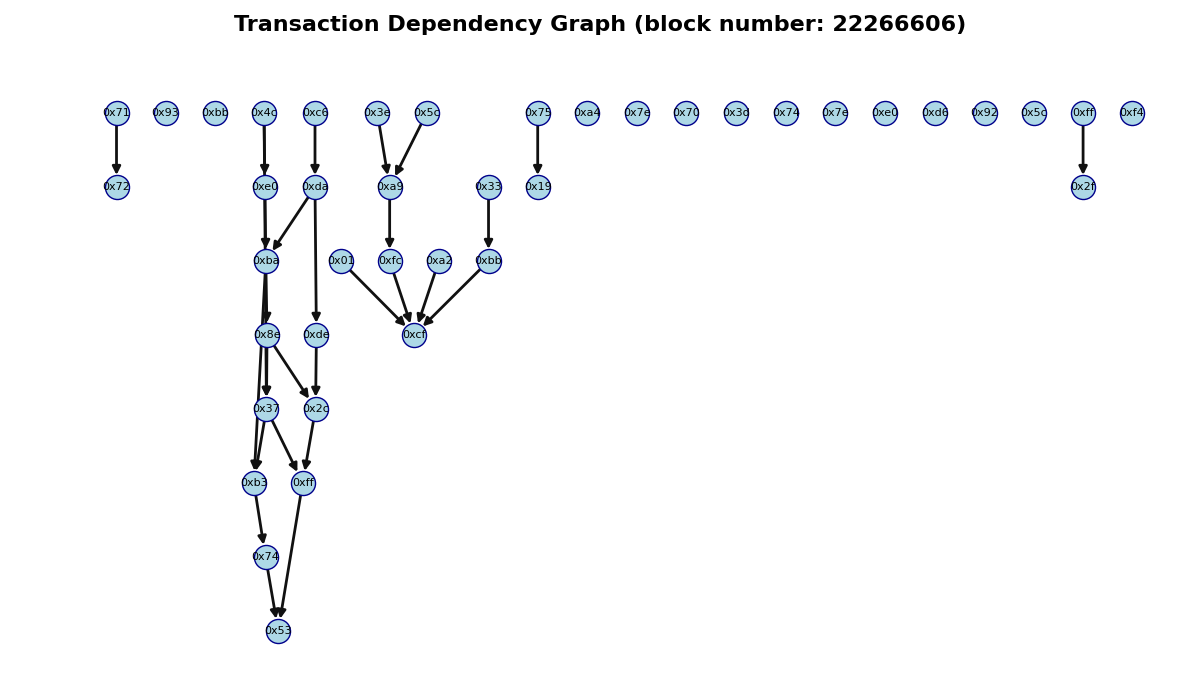 Transaction Dependency Graph (block number: 22266606)
0x71 0x93 0xbb 0x4c 0xc6 0x3e 0x5c 0x75 0xa4 0x7e 0x70 0x3d 0x74 0x7e 0xe0 0xd6 0x92 0x5c 0xff 0xf4
0x72 0xe0 0xda 0xa9 0x33 0x19 0x2f
0xba 0x01 0xfc 0xa2 0xbb
0x8e 0xde 0xcf
0x37 0x2c
0xb3 0xff
0x74
0x53